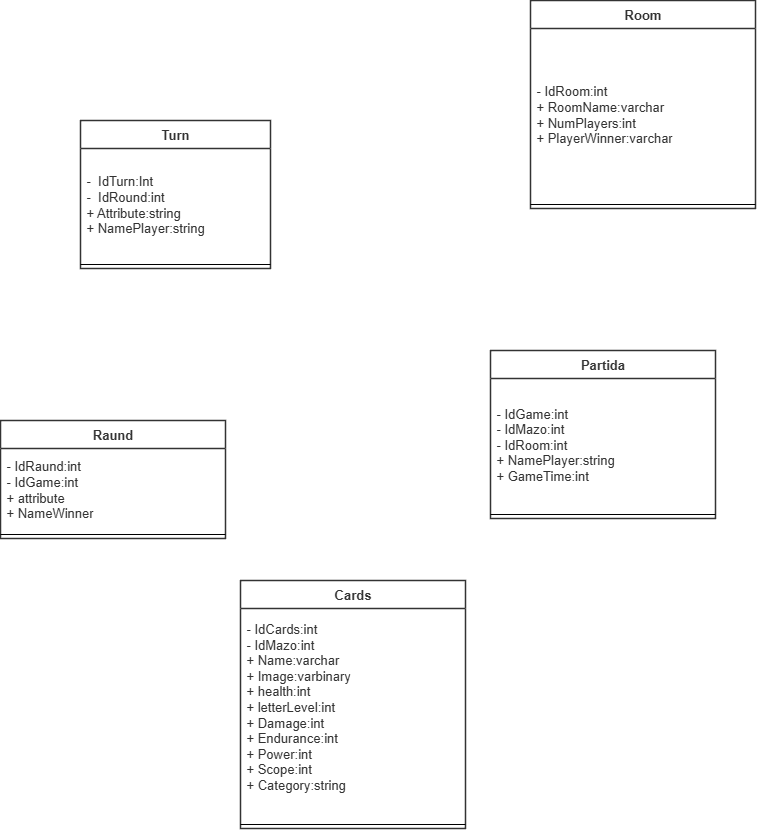 Room
- IdRoom:int
+ RoomName:varchar
+ NumPlayers:int
+ PlayerWinner:varchar
Turn
- IdTurn:Int
- IdRound:int
+ Attribute:string
+ NamePlayer:string
Partida
- IdGame:int
- IdMazo:int
- IdRoom:int
+ NamePlayer:string
+ GameTime:int
Raund
- IdRaund:int
- IdGame:int
+ attribute
+ NameWinner
Cards
- IdCards:int
- IdMazo:int
+ Name:varchar
+ Image:varbinary
+ health:int
+ letterLevel:int
+ Damage:int
+ Endurance:int
+ Power:int
+ Scope:int
+ Category:string